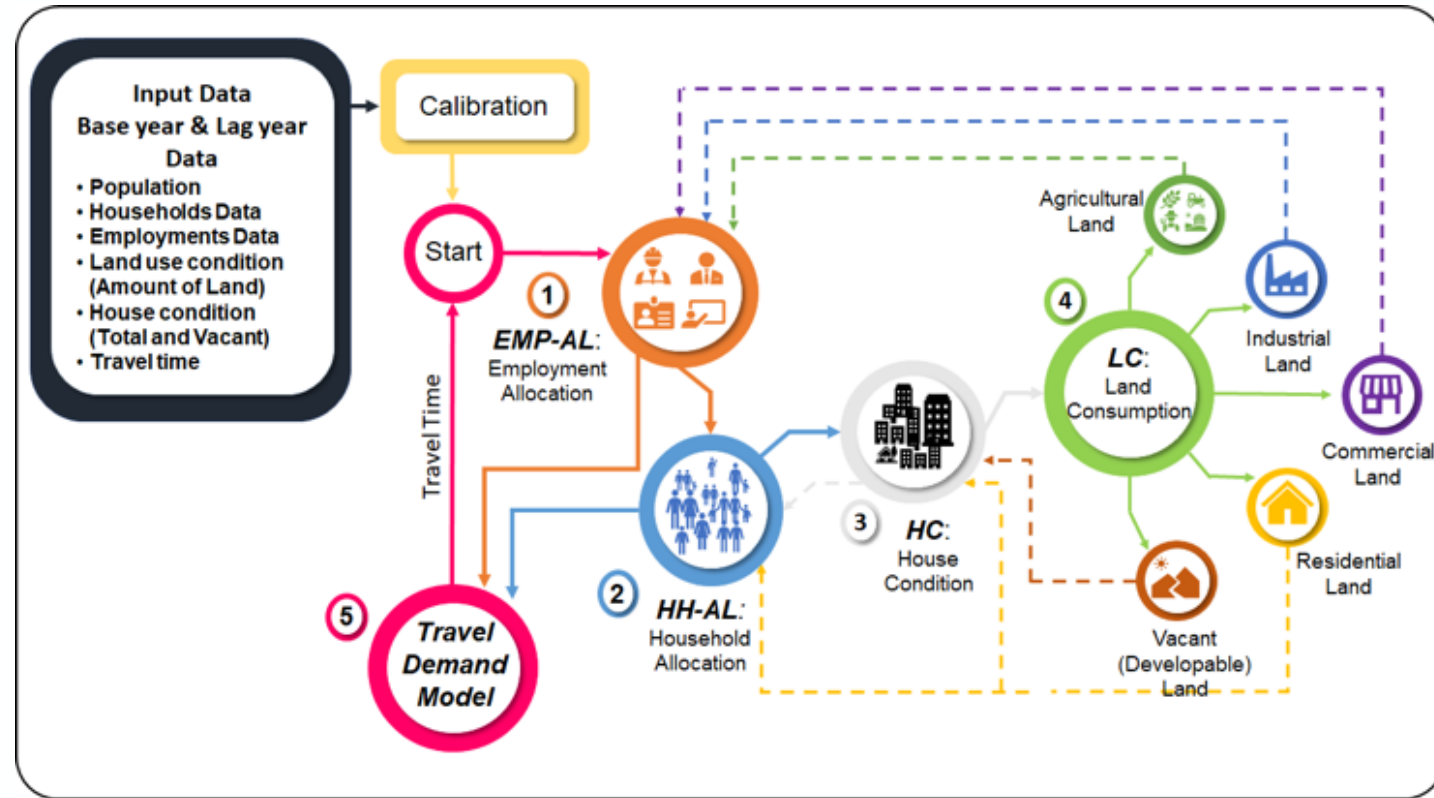 Input Data
Base year & Lag year
Data
• Population
• Households Data
• Employments Data
• Land use condition
(Amount of Land)
• House condition
(Total and Vacant)
• Travel time
Calibration
Start
Travel Time
1
EMP-AL:
Employment
Allocation
2
HH-AL:
Household
Allocation
3
HC:
House
Condition
4
LC:
Land
Consumption
Agricultural
Land
Industrial
Land
Commercial
Land
Residential
Land
Vacant
(Developable)
Land
5
Travel
Demand
Model